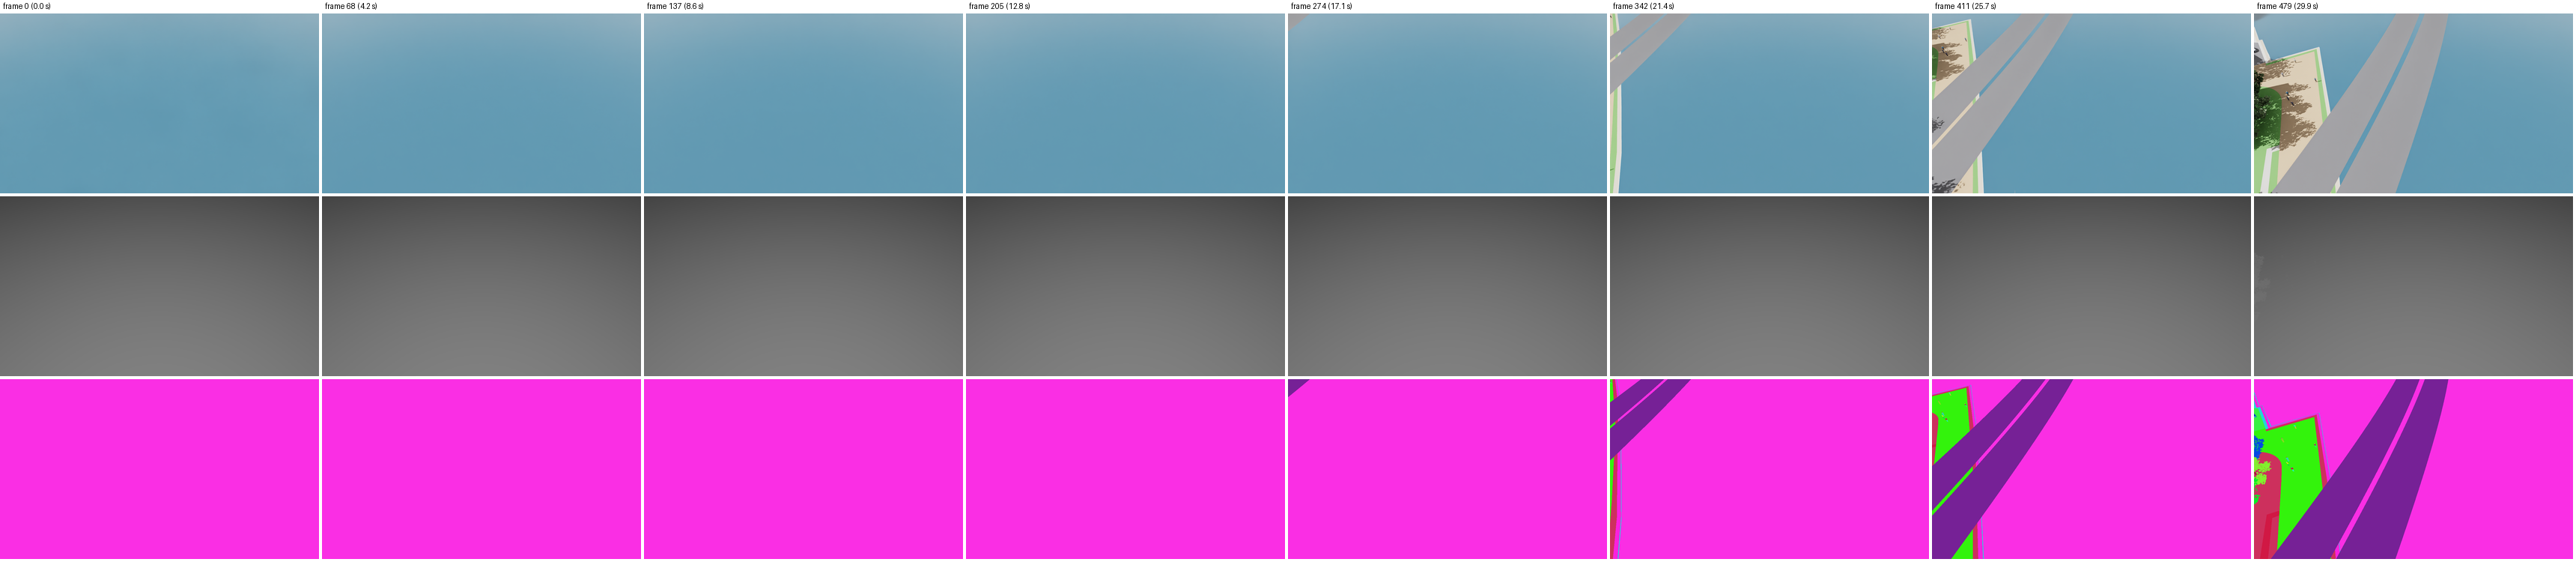 frame 0 (0.0 s)
frame 68 (4.2 s)
frame 137 (8.6 s)
frame 205 (12.8 s)
frame 274 (17.1 s)
frame 342 (21.4 s)
frame 411 (25.7 s)
frame 479 (29.9 s)